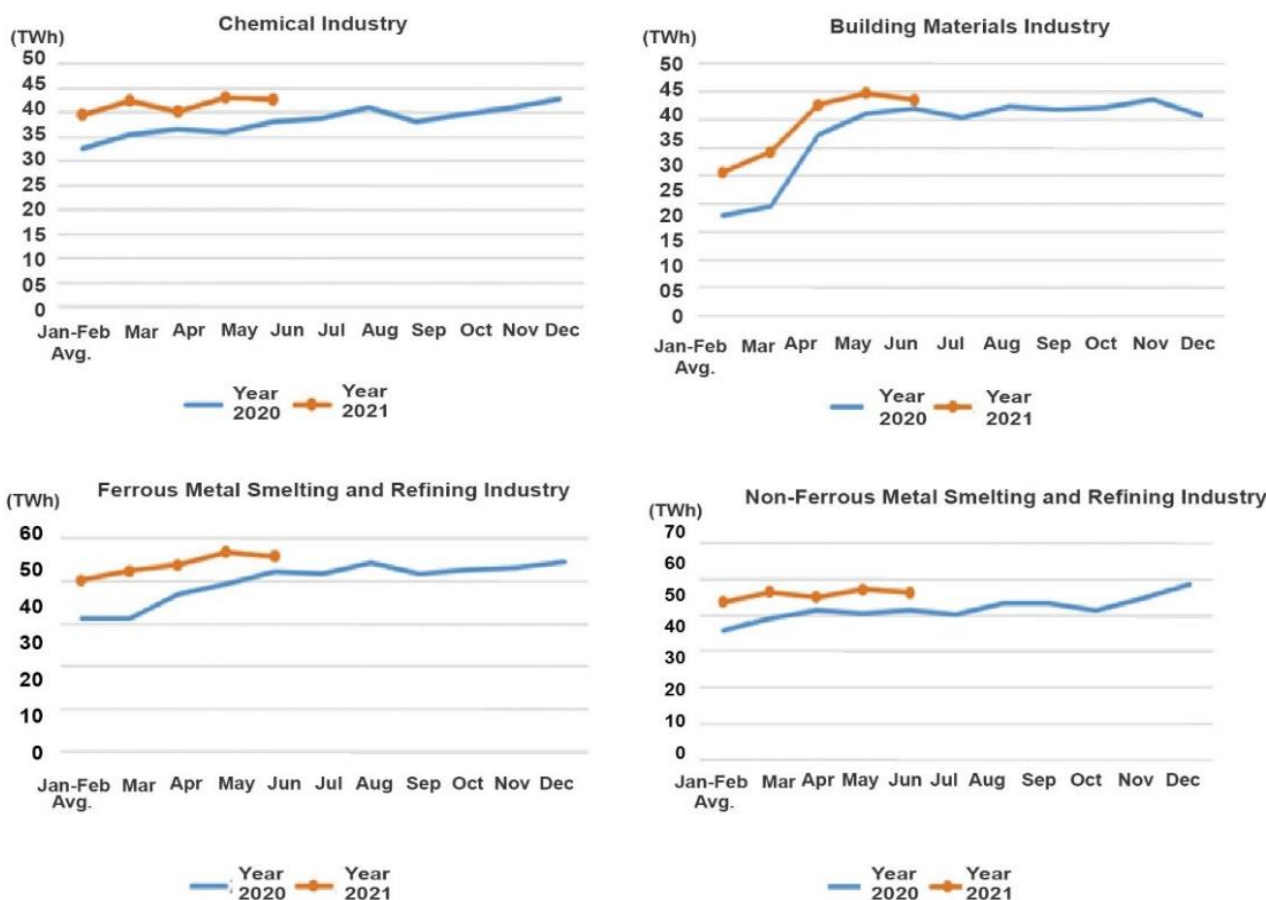 Chemical Industry
(TWh)
50
45
40
35
30
25
20
15
10
05
0
Jan-Feb Mar Apr May Jun Jul Aug Sep Oct Nov Dec
Avg.
Year Year
2020 2021
Building Materials Industry
(TWh)
50
45
40
35
30
25
20
15
10
05
0
Jan-Feb Mar Apr May Jun Jul Aug Sep Oct Nov Dec
Avg.
Year Year
2020 2021
Ferrous Metal Smelting and Refining Industry
(TWh)
60
50
40
30
20
10
0
Jan-Feb Mar Apr May Jun Jul Aug Sep Oct Nov Dec
Avg.
Year Year
2020 2021
Non-Ferrous Metal Smelting and Refining Industry
(TWh)
70
60
50
40
30
20
10
0
Jan-Feb Mar Apr May Jun Jul Aug Sep Oct Nov Dec
Avg.
Year Year
2020 2021